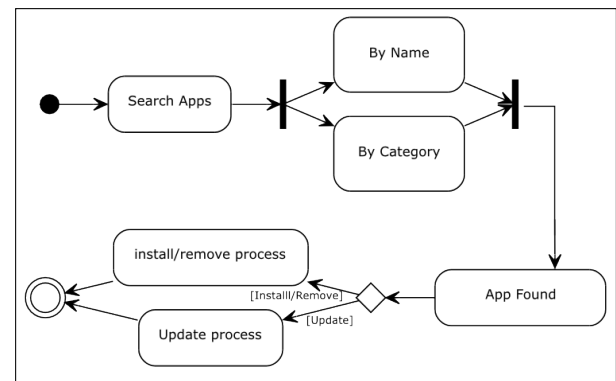 By Name
Search Apps
By Category
install/remove process
[Installl/Remove]
App Found
[Update]
Update process